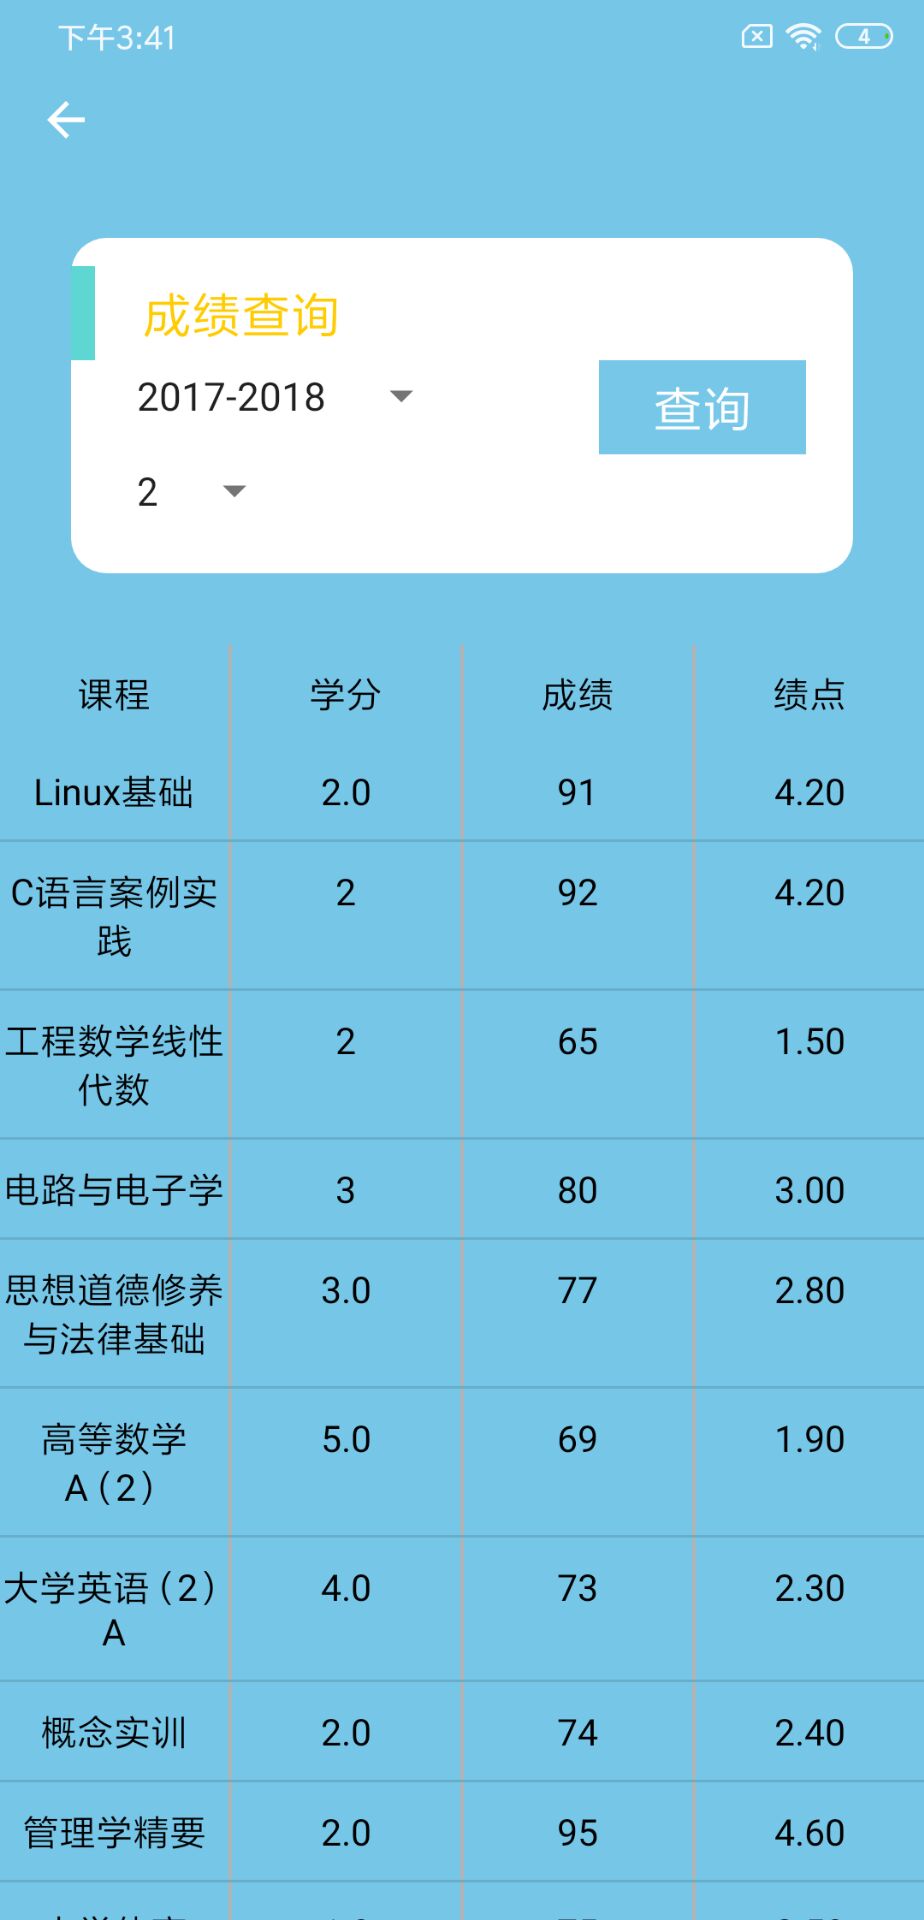 下午3:41
4
成绩查询
2017-2018
查询
2
课程 学分 成绩 绩点
Linux基础 2.0 91 4.20
C语言案例实 2 92 4.20
践
工程数学线性 2 65 1.50
代数
电路与电子学 3 80 3.00
思想道德修养 3.0 77 2.80
与法律基础
高等数学 5.0 69 1.90
A(2)
大学英语(2) 4.0 73 2.30
A
概念实训 2.0 74 2.40
管理学精要 2.0 95 4.60